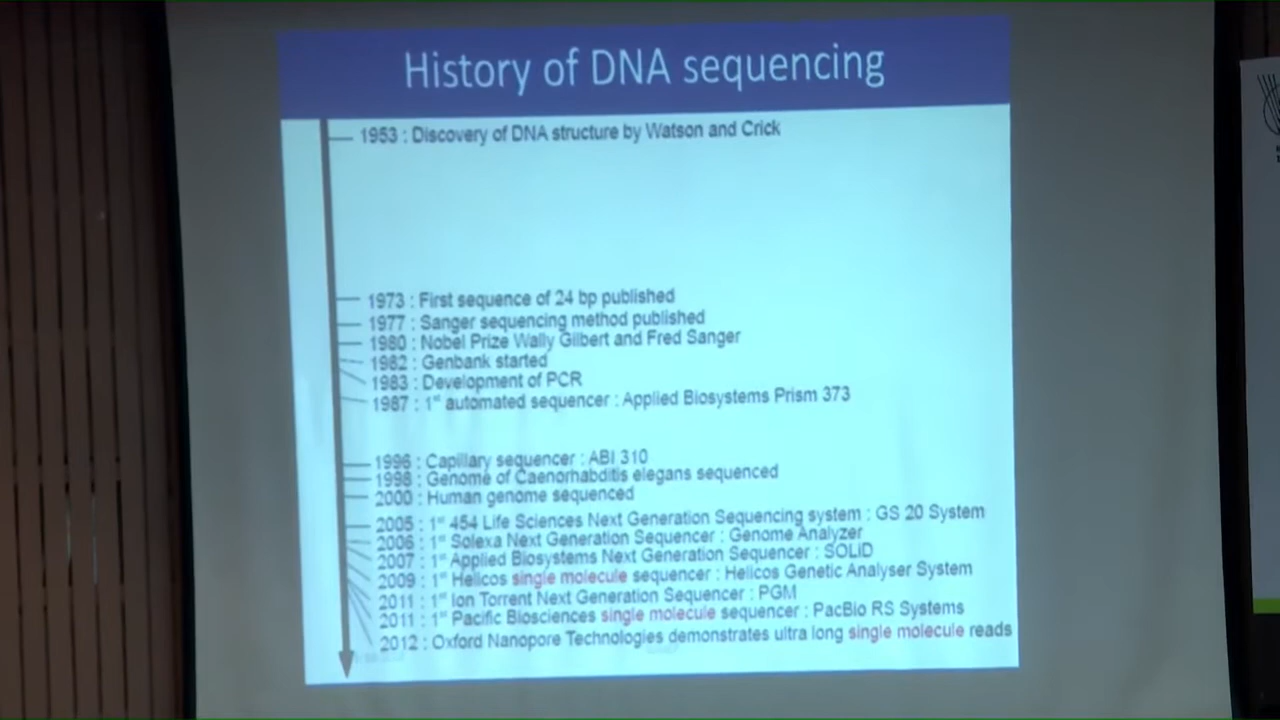 History of DNA sequencing
1953 : Discovery of DNA structure by Watson and Crick
1973 : First sequence of 24 bp published
1977 : Sanger sequencing method published
1980 : Nobel Prize Wally Gilbert and Fred Sanger
1982 : Genbank started
1983 : Development of PCR
1987 : 1st automated sequencer : Applied Biosystems Prism 373
1996 : Capillary sequencer : ABI 310
1998 : Genome of Caenorhabditis elegans sequenced
2000 : Human genome sequenced
2005 : 1st 454 Life Sciences Next Generation Sequencing system : GS 20 System
2006 : 1st Solexa Next Generation Sequencer : Genome Analyzer
2007 : 1st Applied Biosystems Next Generation Sequencer : SOLiD
2009 : 1st Helicos single molecule sequencer : Helicos Genetic Analyser System
2011 : 1st Ion Torrent Next Generation Sequencer : PGM
2011 : 1st Pacific Biosciences single molecule sequencer : PacBio RS Systems
2012 : Oxford Nanopore Technologies demonstrates ultra long single molecule reads